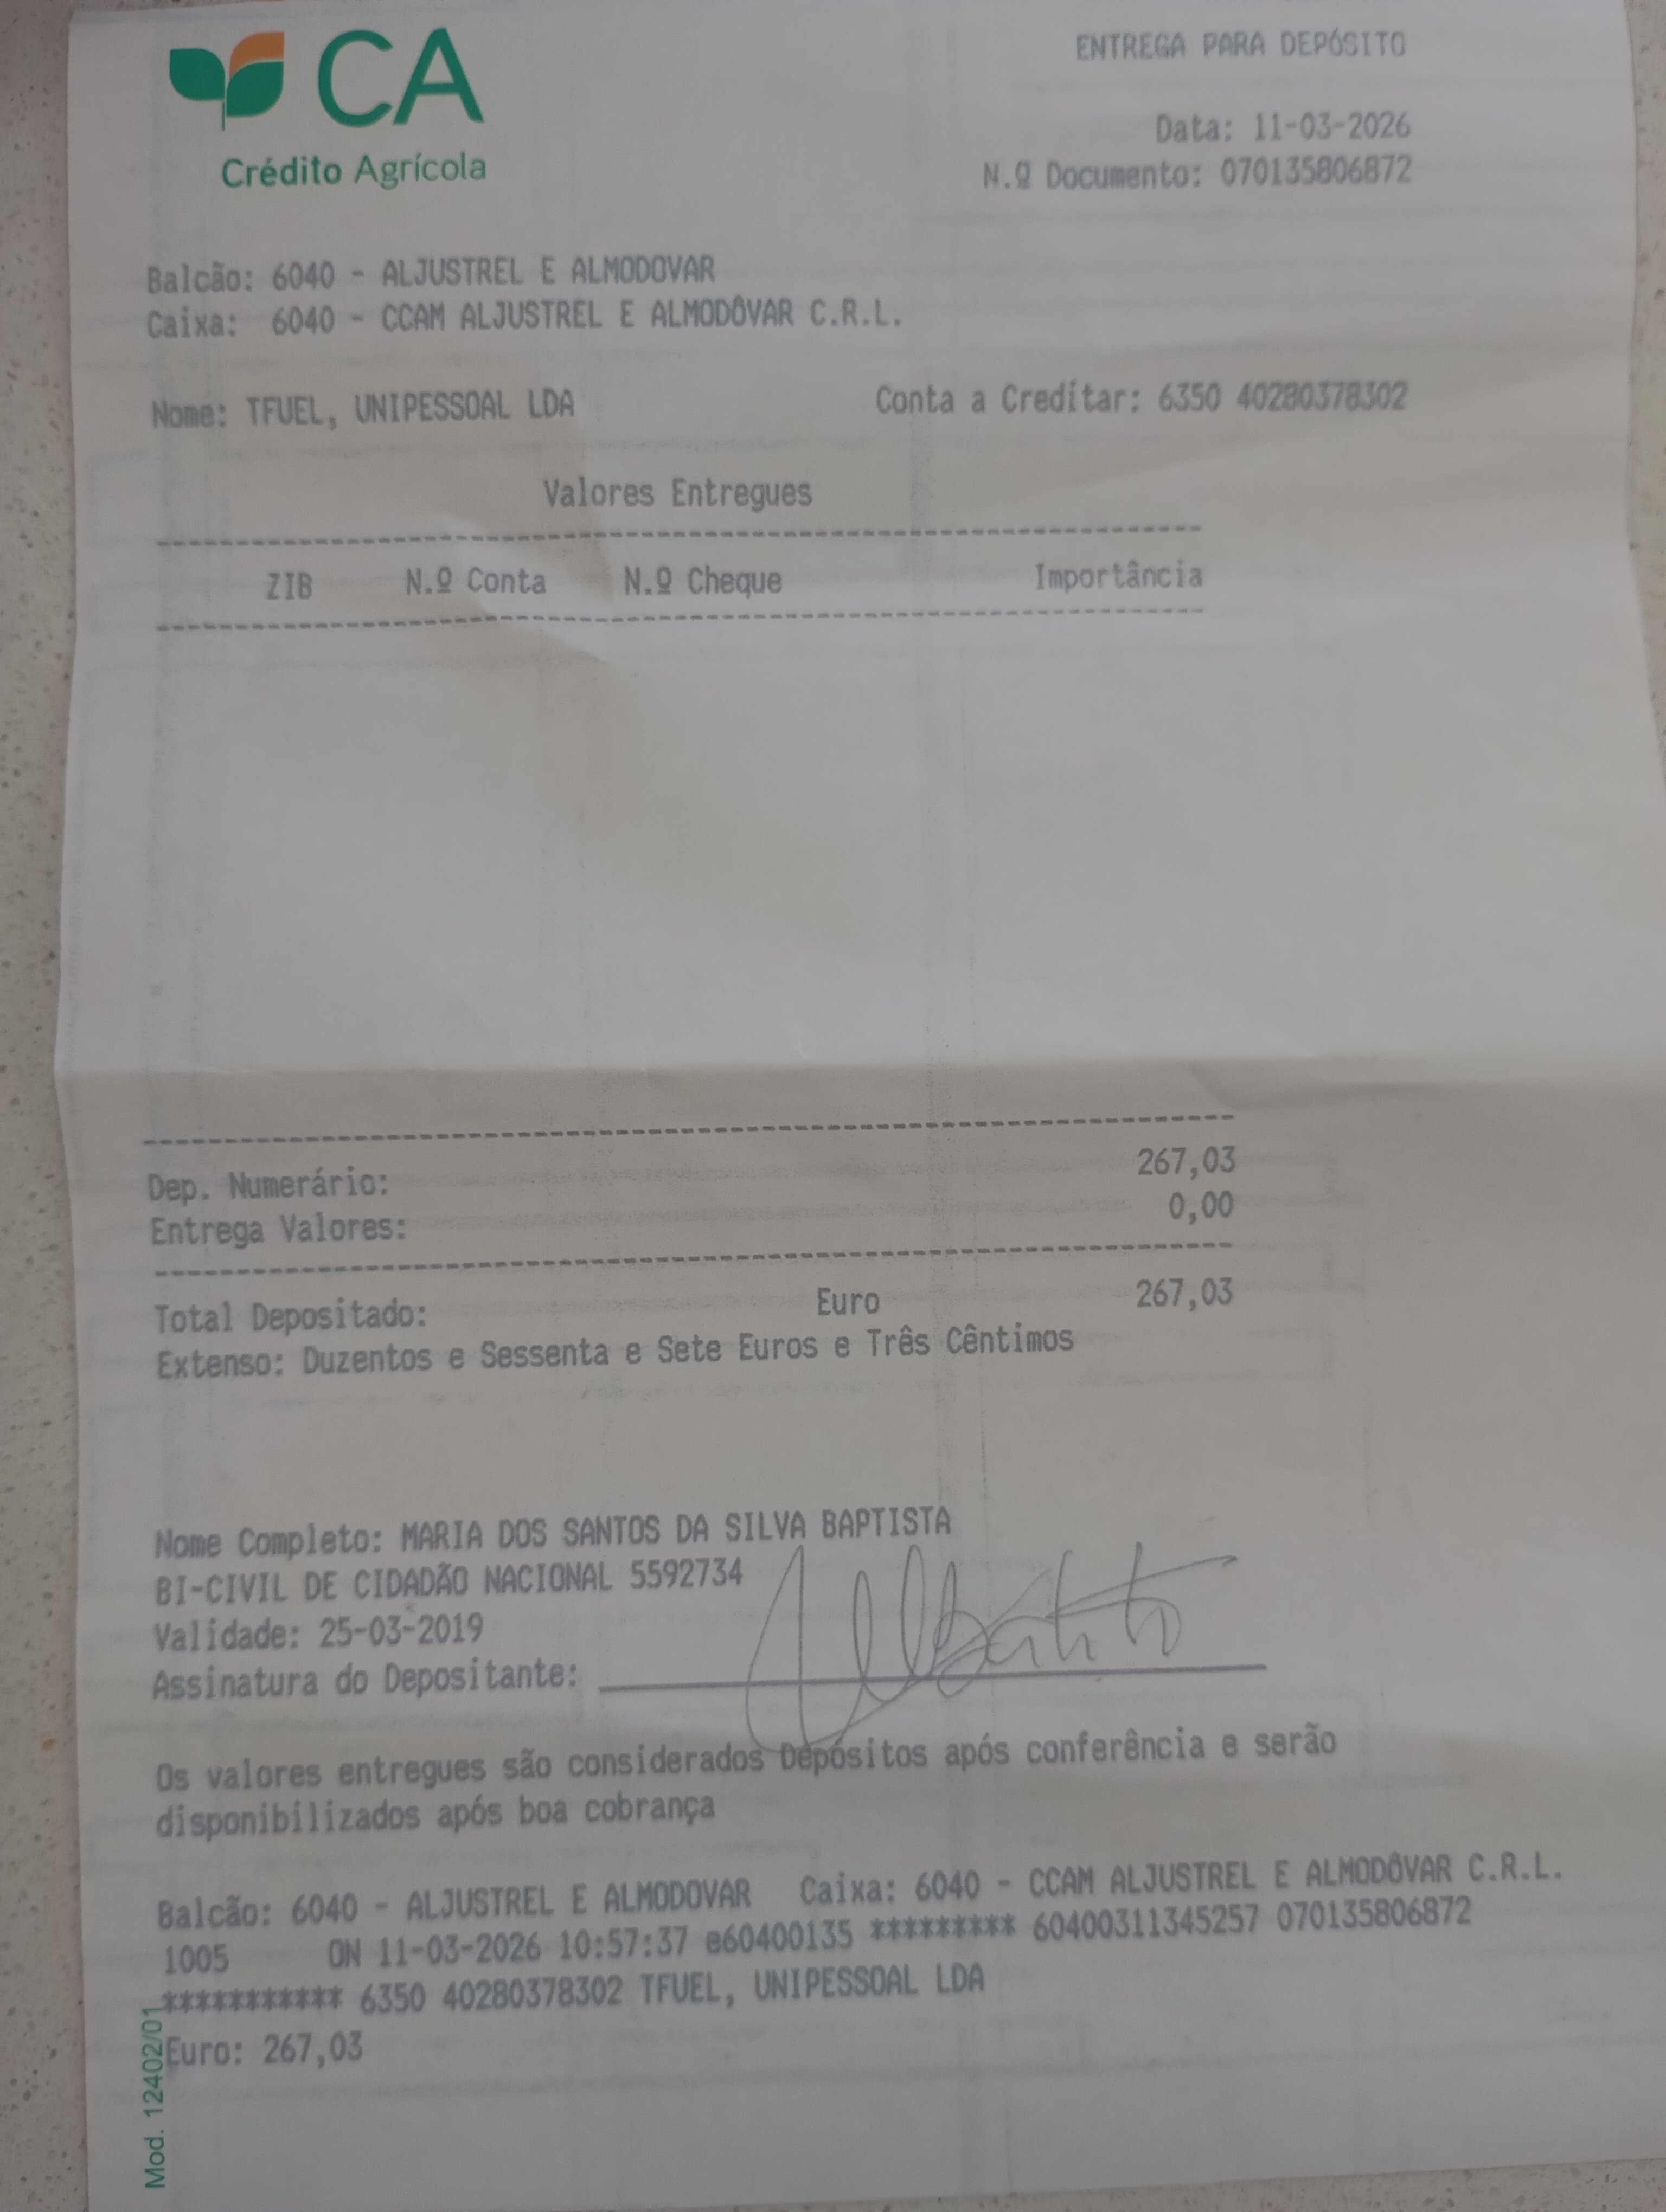 CA
Crédito Agrícola
ENTREGA PARA DEPÓSITO
Data: 11-03-2026
N.º Documento: 070135806872
Balcão: 6040 - ALJUSTREL E ALMODOVAR
Caixa: 6040 - CCAM ALJUSTREL E ALMODÔVAR C.R.L.
Nome: TFUEL, UNIPESSOAL LDA Conta a Creditar: 6350 40280378302
Valores Entregues
ZIB N.º Conta N.º Cheque Importância
Dep. Numerário: 267,03
Entrega Valores: 0,00
Total Depositado: Euro 267,03
Extenso: Duzentos e Sessenta e Sete Euros e Três Cêntimos
Nome Completo: MARIA DOS SANTOS DA SILVA BAPTISTA
BI-CIVIL DE CIDADÃO NACIONAL 5592734
Validade: 25-03-2019
Assinatura do Depositante:
Os valores entregues são considerados Depósitos após conferência e serão
disponibilizados após boa cobrança
Balcão: 6040 - ALJUSTREL E ALMODOVAR Caixa: 6040 - CCAM ALJUSTREL E ALMODÔVAR C.R.L.
1005 ON 11-03-2026 10:57:37 e60400135 ********* 60400311345257 070135806872
*********** 6350 40280378302 TFUEL, UNIPESSOAL LDA
Euro: 267,03
Mod. 12402/01